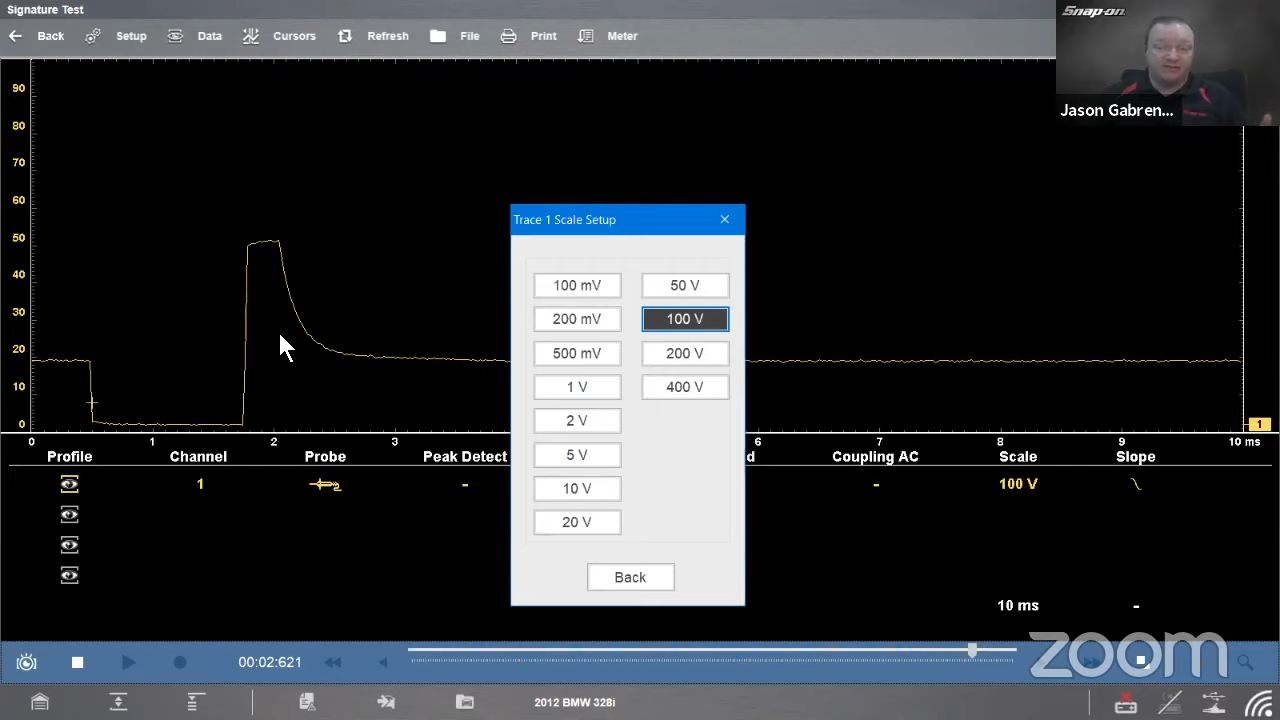 Signature Test
Snap-on
Back Setup Data Cursors Refresh File Print Meter
Jason Gabren...
90
80
70
60
50
40
30
20
10
0
Trace 1 Scale Setup
100 mV 50 V
200 mV 100 V
500 mV 200 V
1 V 400 V
2 V
5 V
10 V
20 V
Back
1
0 1 2 3 6 7 8 9 10 ms
Profile Channel Probe Peak Detect d Coupling AC Scale Slope
1 - - 100 V
10 ms -
00:02:621
zoom
2012 BMW 328i